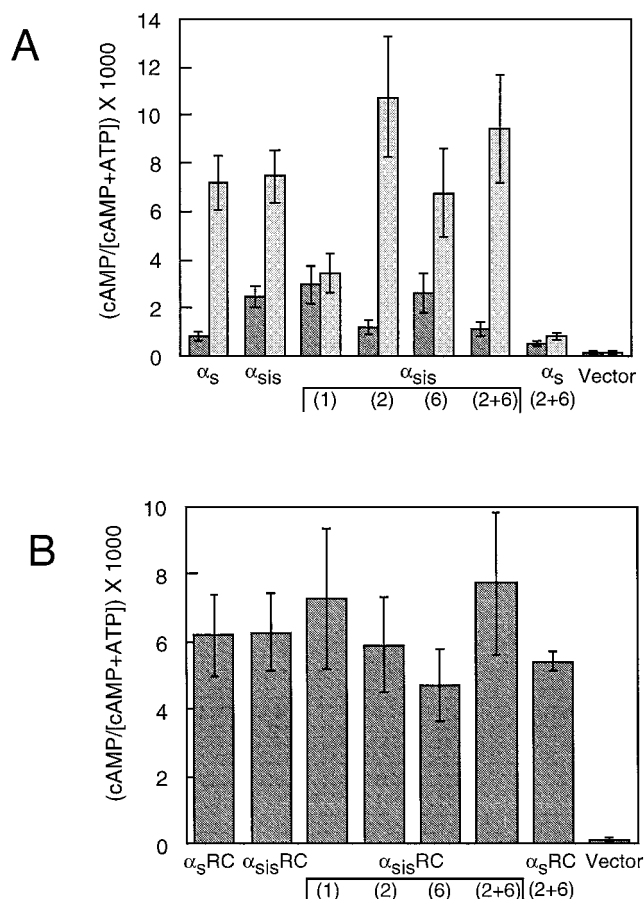 A
(cAMP/[cAMP+ATP]) X 1000
14
12
10
8
6
4
2
0
αs αsis αsis αs Vector
(1) (2) (6) (2+6) (2+6)
B
(cAMP/[cAMP+ATP]) X 1000
10
8
6
4
2
0
αsRC αsisRC αsisRC αsRC Vector
(1) (2) (6) (2+6) (2+6)